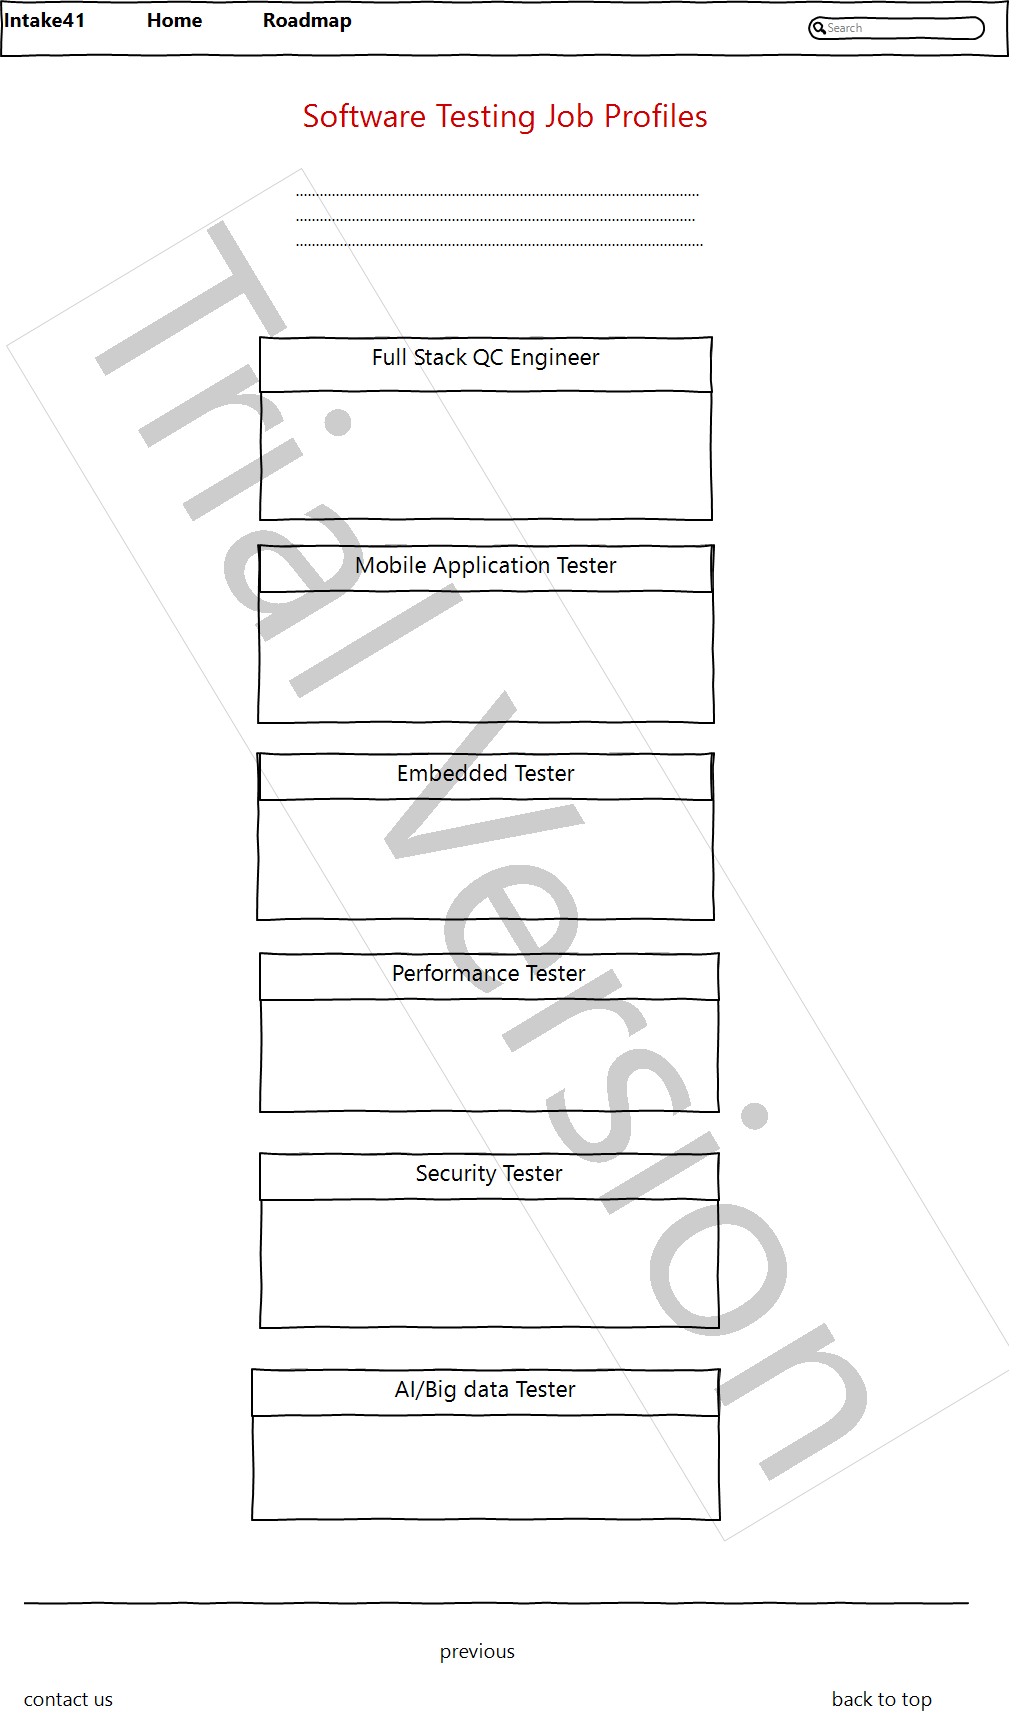 Intake41 Home Roadmap Search
Software Testing Job Profiles
Full Stack QC Engineer
Mobile Application Tester
Embedded Tester
Performance Tester
Security Tester
AI/Big data Tester
previous
contact us back to top
Trial Version